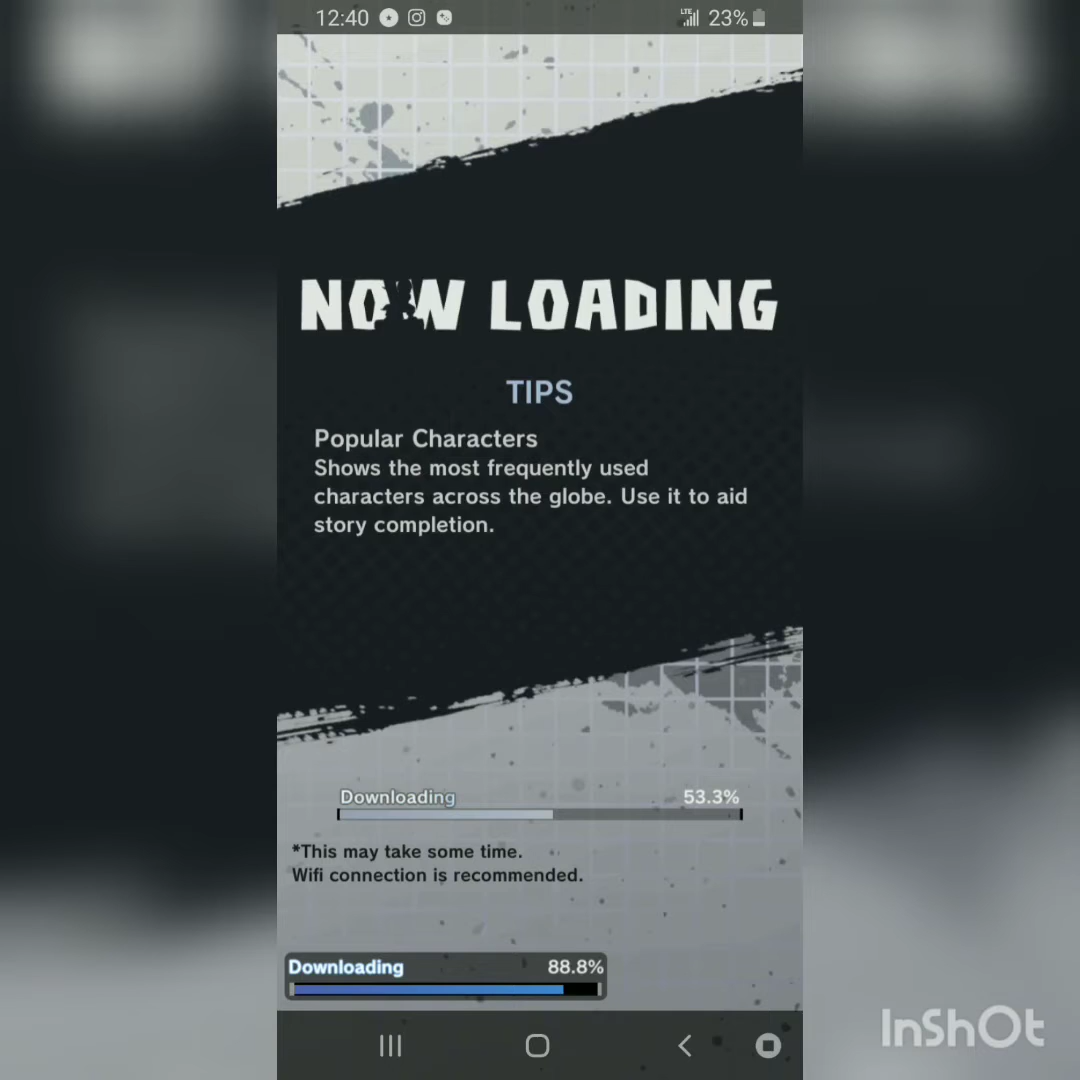 12:40 LTE 23%
NOW LOADING
TIPS
Popular Characters
Shows the most frequently used
characters across the globe. Use it to aid
story completion.
Downloading 53.3%
*This may take some time.
Wifi connection is recommended.
Downloading 88.8%
InShOt